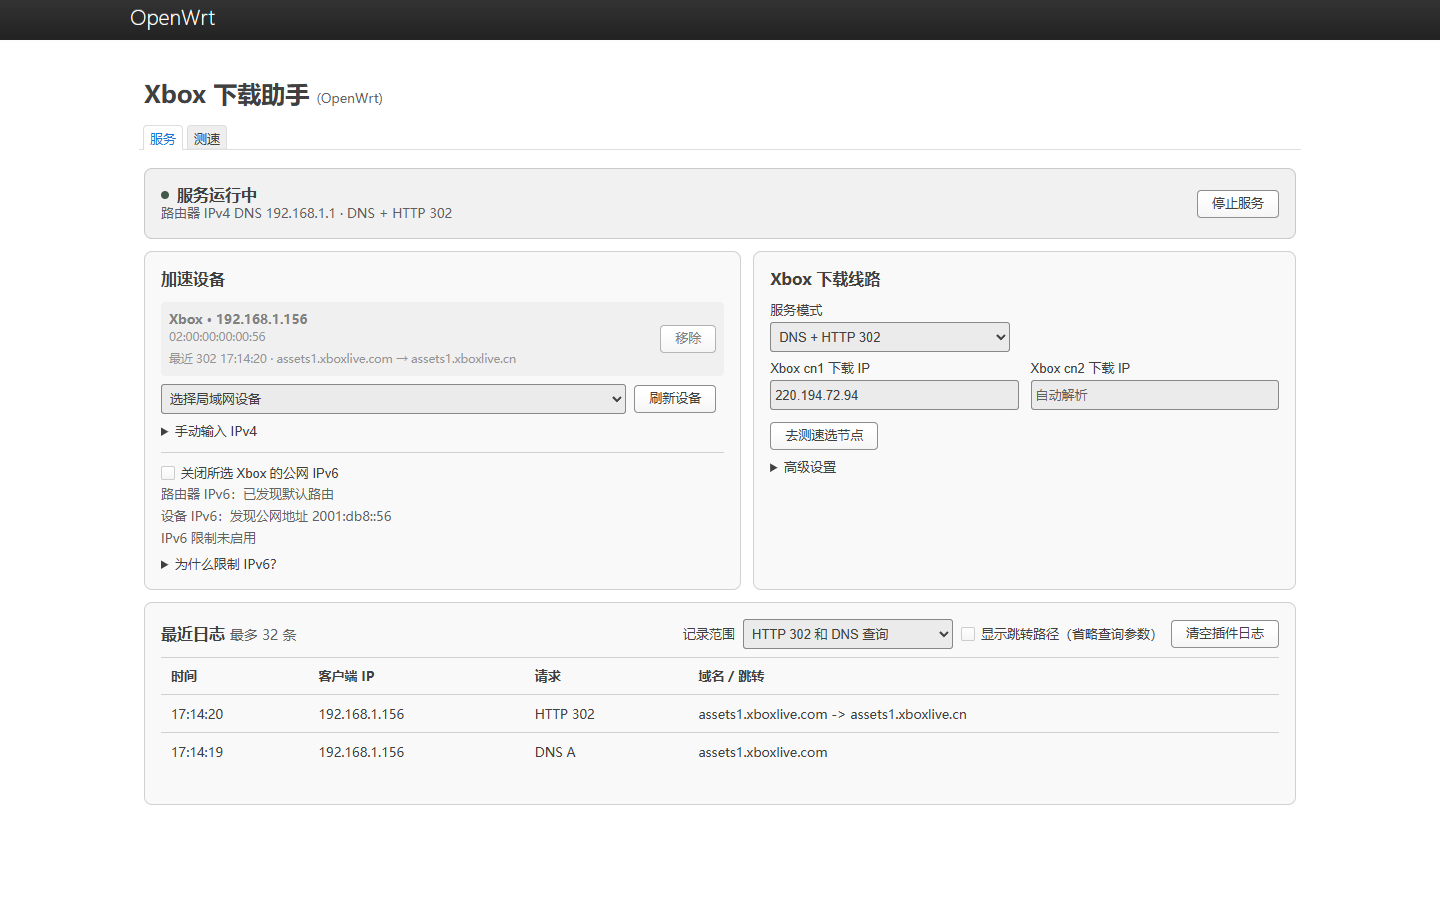 OpenWrt
Xbox 下载助手 (OpenWrt)
服务 测速
服务运行中
路由器 IPv4 DNS 192.168.1.1 · DNS + HTTP 302
停止服务
加速设备
Xbox • 192.168.1.156
02:00:00:00:00:56
最近 302 17:14:20 · assets1.xboxlive.com → assets1.xboxlive.cn
移除
选择局域网设备
刷新设备
▶ 手动输入 IPv4
关闭所选 Xbox 的公网 IPv6
路由器 IPv6：已发现默认路由
设备 IPv6：发现公网地址 2001:db8::56
IPv6 限制未启用
▶ 为什么限制 IPv6?
Xbox 下载线路
服务模式
DNS + HTTP 302
Xbox cn1 下载 IP
220.194.72.94
Xbox cn2 下载 IP
自动解析
去测速选节点
▶ 高级设置
最近日志 最多 32 条
记录范围
HTTP 302 和 DNS 查询
显示跳转路径（省略查询参数）
清空插件日志
时间 客户端 IP 请求 域名 / 跳转
17:14:20 192.168.1.156 HTTP 302 assets1.xboxlive.com -> assets1.xboxlive.cn
17:14:19 192.168.1.156 DNS A assets1.xboxlive.com